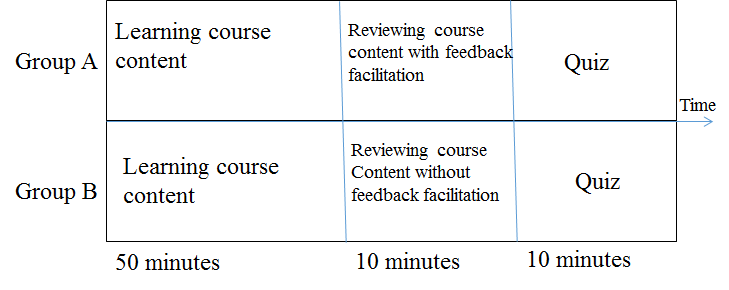 Group A
Learning course
content
Reviewing course
content with feedback
facilitation
Quiz
Time
Group B
Learning course
content
Reviewing course
Content without
feedback facilitation
Quiz
50 minutes
10 minutes
10 minutes